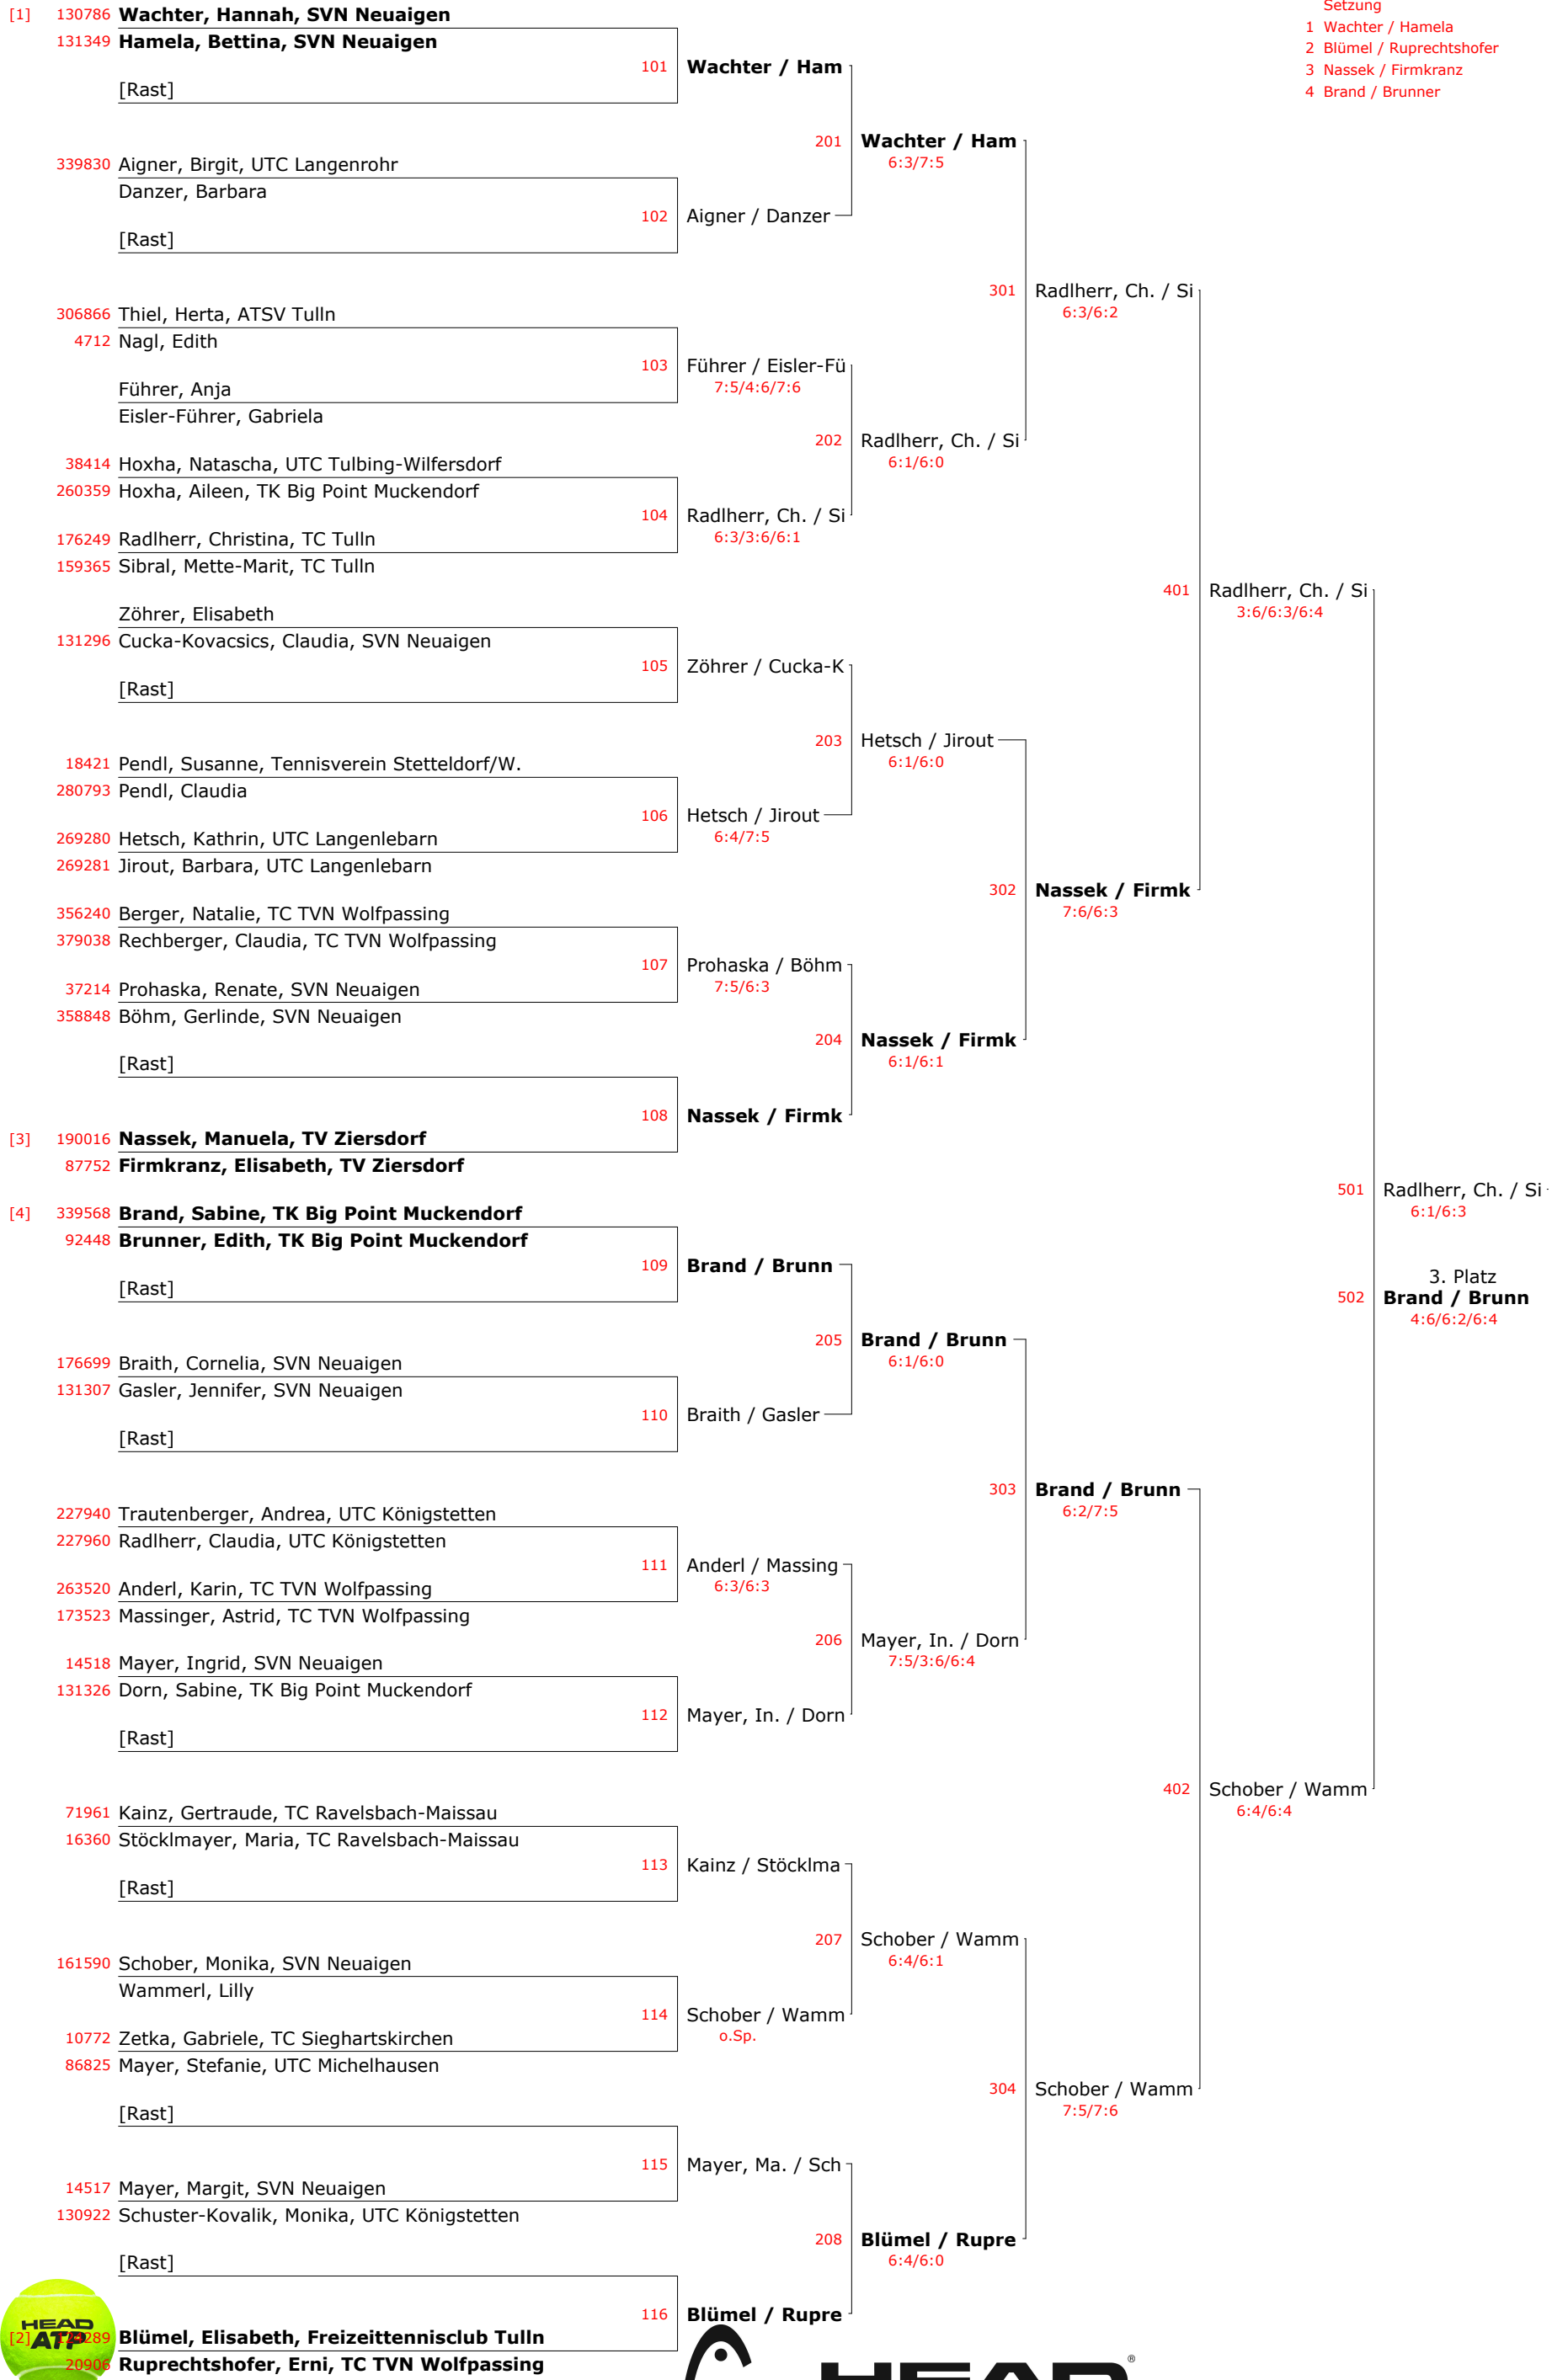 Setzung
1 Wachter / Hamela
2 Blümel / Ruprechtshofer
3 Nassek / Firmkranz
4 Brand / Brunner
[1] 130786 Wachter, Hannah, SVN Neuaigen
131349 Hamela, Bettina, SVN Neuaigen
101 Wachter / Ham
[Rast]
201 Wachter / Ham
6:3/7:5
339830 Aigner, Birgit, UTC Langenrohr
Danzer, Barbara
102 Aigner / Danzer
[Rast]
301 Radlherr, Ch. / Si
6:3/6:2
306866 Thiel, Herta, ATSV Tulln
4712 Nagl, Edith
103 Führer / Eisler-Fü
7:5/4:6/7:6
Führer, Anja
Eisler-Führer, Gabriela
202 Radlherr, Ch. / Si
6:1/6:0
38414 Hoxha, Natascha, UTC Tulbing-Wilfersdorf
260359 Hoxha, Aileen, TK Big Point Muckendorf
104 Radlherr, Ch. / Si
6:3/3:6/6:1
176249 Radlherr, Christina, TC Tulln
159365 Sibral, Mette-Marit, TC Tulln
401 Radlherr, Ch. / Si
3:6/6:3/6:4
Zöhrer, Elisabeth
131296 Cucka-Kovacsics, Claudia, SVN Neuaigen
105 Zöhrer / Cucka-K
[Rast]
203 Hetsch / Jirout
6:1/6:0
18421 Pendl, Susanne, Tennisverein Stetteldorf/W.
280793 Pendl, Claudia
106 Hetsch / Jirout
6:4/7:5
269280 Hetsch, Kathrin, UTC Langenlebarn
269281 Jirout, Barbara, UTC Langenlebarn
302 Nassek / Firmk
7:6/6:3
356240 Berger, Natalie, TC TVN Wolfpassing
379038 Rechberger, Claudia, TC TVN Wolfpassing
107 Prohaska / Böhm
7:5/6:3
37214 Prohaska, Renate, SVN Neuaigen
358848 Böhm, Gerlinde, SVN Neuaigen
204 Nassek / Firmk
6:1/6:1
[Rast]
108 Nassek / Firmk
[3] 190016 Nassek, Manuela, TV Ziersdorf
87752 Firmkranz, Elisabeth, TV Ziersdorf
501 Radlherr, Ch. / Si
6:1/6:3
[4] 339568 Brand, Sabine, TK Big Point Muckendorf
92448 Brunner, Edith, TK Big Point Muckendorf
109 Brand / Brunn
[Rast]
3. Platz
502 Brand / Brunn
4:6/6:2/6:4
205 Brand / Brunn
6:1/6:0
176699 Braith, Cornelia, SVN Neuaigen
131307 Gasler, Jennifer, SVN Neuaigen
110 Braith / Gasler
[Rast]
303 Brand / Brunn
6:2/7:5
227940 Trautenberger, Andrea, UTC Königstetten
227960 Radlherr, Claudia, UTC Königstetten
111 Anderl / Massing
6:3/6:3
263520 Anderl, Karin, TC TVN Wolfpassing
173523 Massinger, Astrid, TC TVN Wolfpassing
206 Mayer, In. / Dorn
7:5/3:6/6:4
14518 Mayer, Ingrid, SVN Neuaigen
131326 Dorn, Sabine, TK Big Point Muckendorf
112 Mayer, In. / Dorn
[Rast]
402 Schober / Wamm
6:4/6:4
71961 Kainz, Gertraude, TC Ravelsbach-Maissau
16360 Stöcklmayer, Maria, TC Ravelsbach-Maissau
113 Kainz / Stöcklma
[Rast]
207 Schober / Wamm
6:4/6:1
161590 Schober, Monika, SVN Neuaigen
Wammerl, Lilly
114 Schober / Wamm
o.Sp.
10772 Zetka, Gabriele, TC Sieghartskirchen
86825 Mayer, Stefanie, UTC Michelhausen
304 Schober / Wamm
7:5/7:6
[Rast]
115 Mayer, Ma. / Sch
14517 Mayer, Margit, SVN Neuaigen
130922 Schuster-Kovalik, Monika, UTC Königstetten
208 Blümel / Rupre
6:4/6:0
[Rast]
116 Blümel / Rupre
HEAD
ATP
[2] Blümel, Elisabeth, Freizeittennisclub Tulln
20906 Ruprechtshofer, Erni, TC TVN Wolfpassing
HEAD®